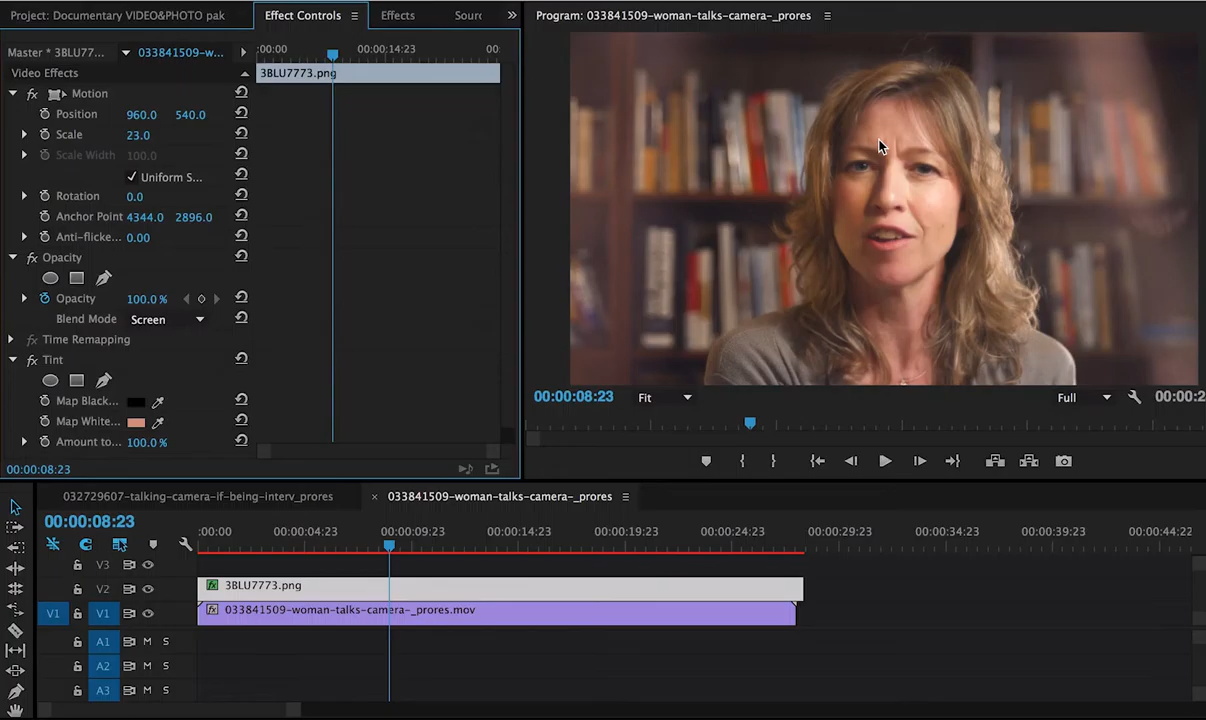 Project: Documentary VIDEO&PHOTO pak
Effect Controls
Effects
Sourc
Program: 033841509-woman-talks-camera-_prores
Master * 3BLU77...
033841509-w...
:00:00
00:00:14:23
00:
Video Effects
3BLU7773.png
fx Motion
Position 960.0 540.0
Scale 23.0
Scale Width 100.0
Uniform S...
Rotation 0.0
Anchor Point 4344.0 2896.0
Anti-flicke... 0.00
fx Opacity
Opacity 100.0 %
Blend Mode Screen
Time Remapping
fx Tint
Map Black...
Map White...
Amount to... 100.0 %
00:00:08:23
00:00:08:23
Fit
Full
00:00:2
032729607-talking-camera-if-being-interv_prores
× 033841509-woman-talks-camera-_prores
00:00:08:23
:00:00
00:00:04:23
00:00:09:23
00:00:14:23
00:00:19:23
00:00:24:23
00:00:29:23
00:00:34:23
00:00:39:23
00:00:44:22
V3
V2
fx 3BLU7773.png
V1 V1
fx 033841509-woman-talks-camera-_prores.mov
A1 M S
A2 M S
A3 M S